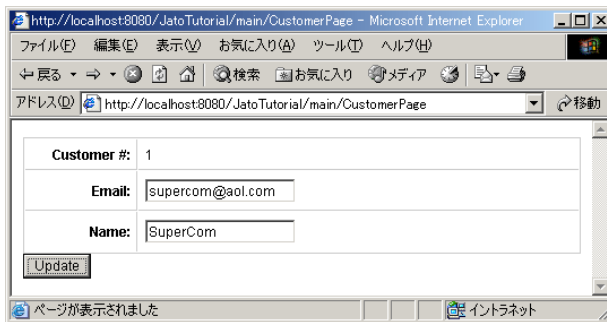 http://localhost:8080/JatoTutorial/main/CustomerPage - Microsoft Internet Explorer
ファイル(F) 編集(E) 表示(V) お気に入り(A) ツール(T) ヘルプ(H)
戻る 検索 お気に入り メディア
アドレス(D) http://localhost:8080/JatoTutorial/main/CustomerPage 移動
Customer #: 1
Email: supercom@aol.com
Name: SuperCom
Update
ページが表示されました イントラネット